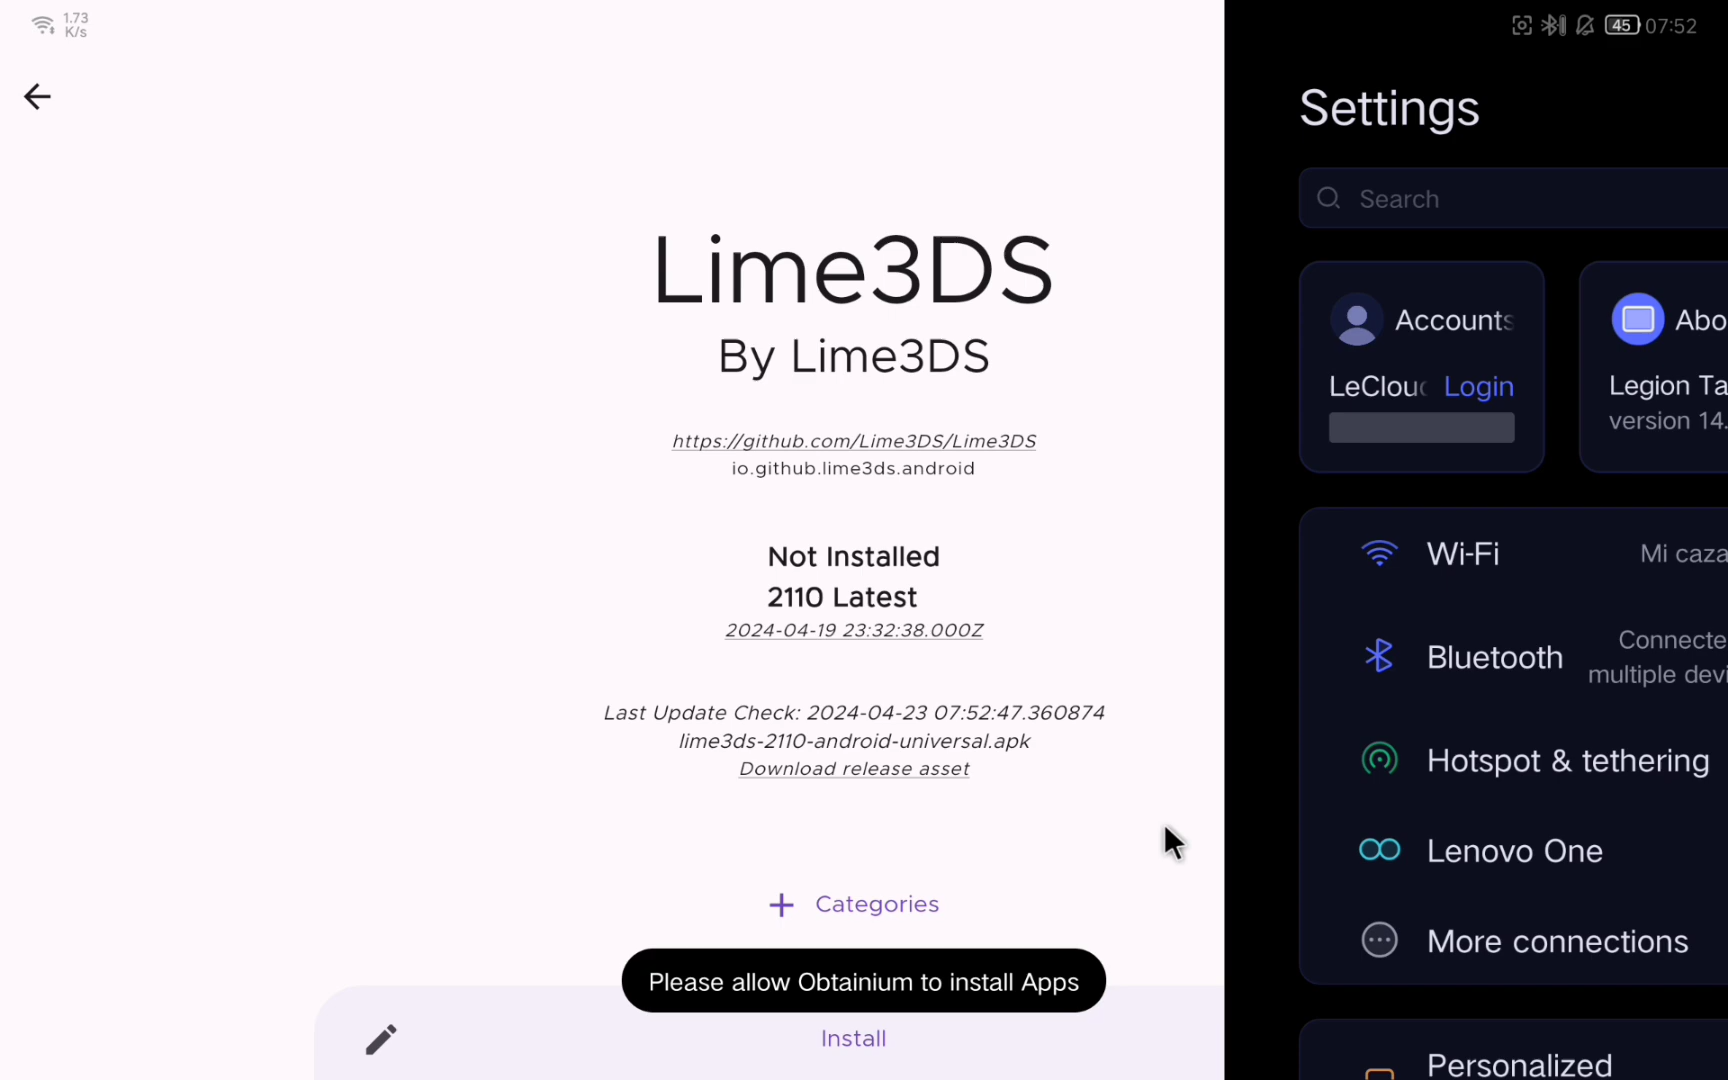 1.73
K/s
45 07:52
Lime3DS
By Lime3DS
https://github.com/Lime3DS/Lime3DS
io.github.lime3ds.android
Not Installed
2110 Latest
2024-04-19 23:32:38.000Z
Last Update Check: 2024-04-23 07:52:47.360874
lime3ds-2110-android-universal.apk
Download release asset
+ Categories
Please allow Obtainium to install Apps
Install
Settings
Search
Accounts
LeClou Login
Abo
Legion Ta
version 14.
Wi-Fi
Mi caza
Bluetooth
Connecte
multiple devi
Hotspot & tethering
Lenovo One
More connections
Personalized